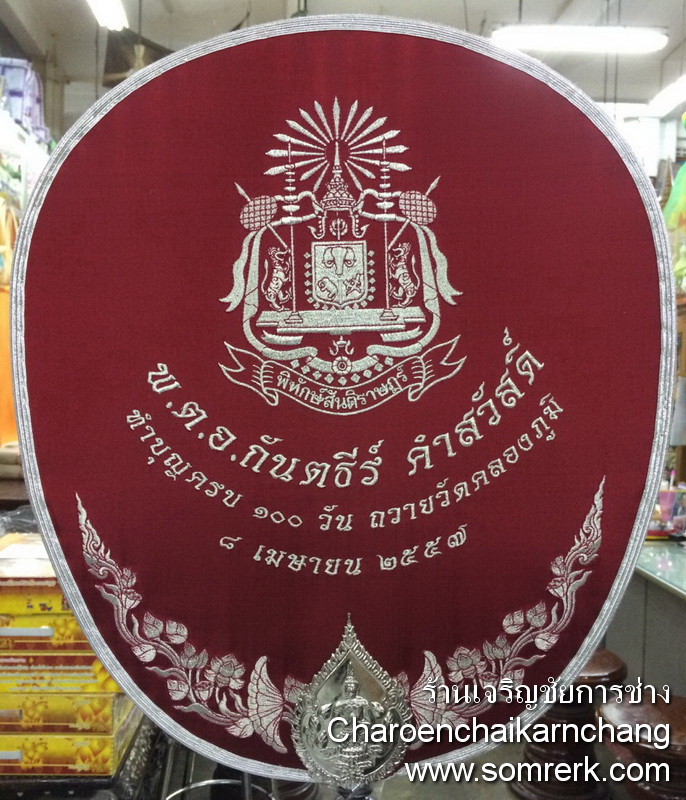 พิทักษ์สันติราษฎร์
พ.ต.อ.กันตธีร์ คำสวัสดิ์
ทำบุญครบ ๑๐๐ วัน ถวายวัดคลองภูมิ
๘ เมษายน ๒๕๕๗
ร้านเจริญชัยการช่าง
Charoenchaikarnchang
www.somrerk.com